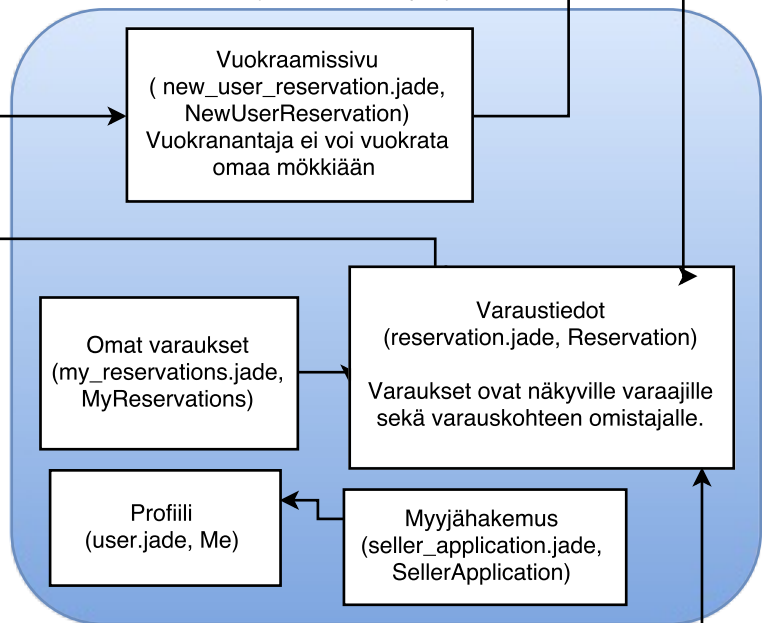 Vuokraamissivu
( new_user_reservation.jade,
NewUserReservation)
Vuokranantaja ei voi vuokrata
omaa mökkiään
Varaustiedot
(reservation.jade, Reservation)
Varaukset ovat näkyville varaajille
sekä varauskohteen omistajalle.
Omat varaukset
(my_reservations.jade,
MyReservations)
Profiili
(user.jade, Me)
Myyjähakemus
(seller_application.jade,
SellerApplication)